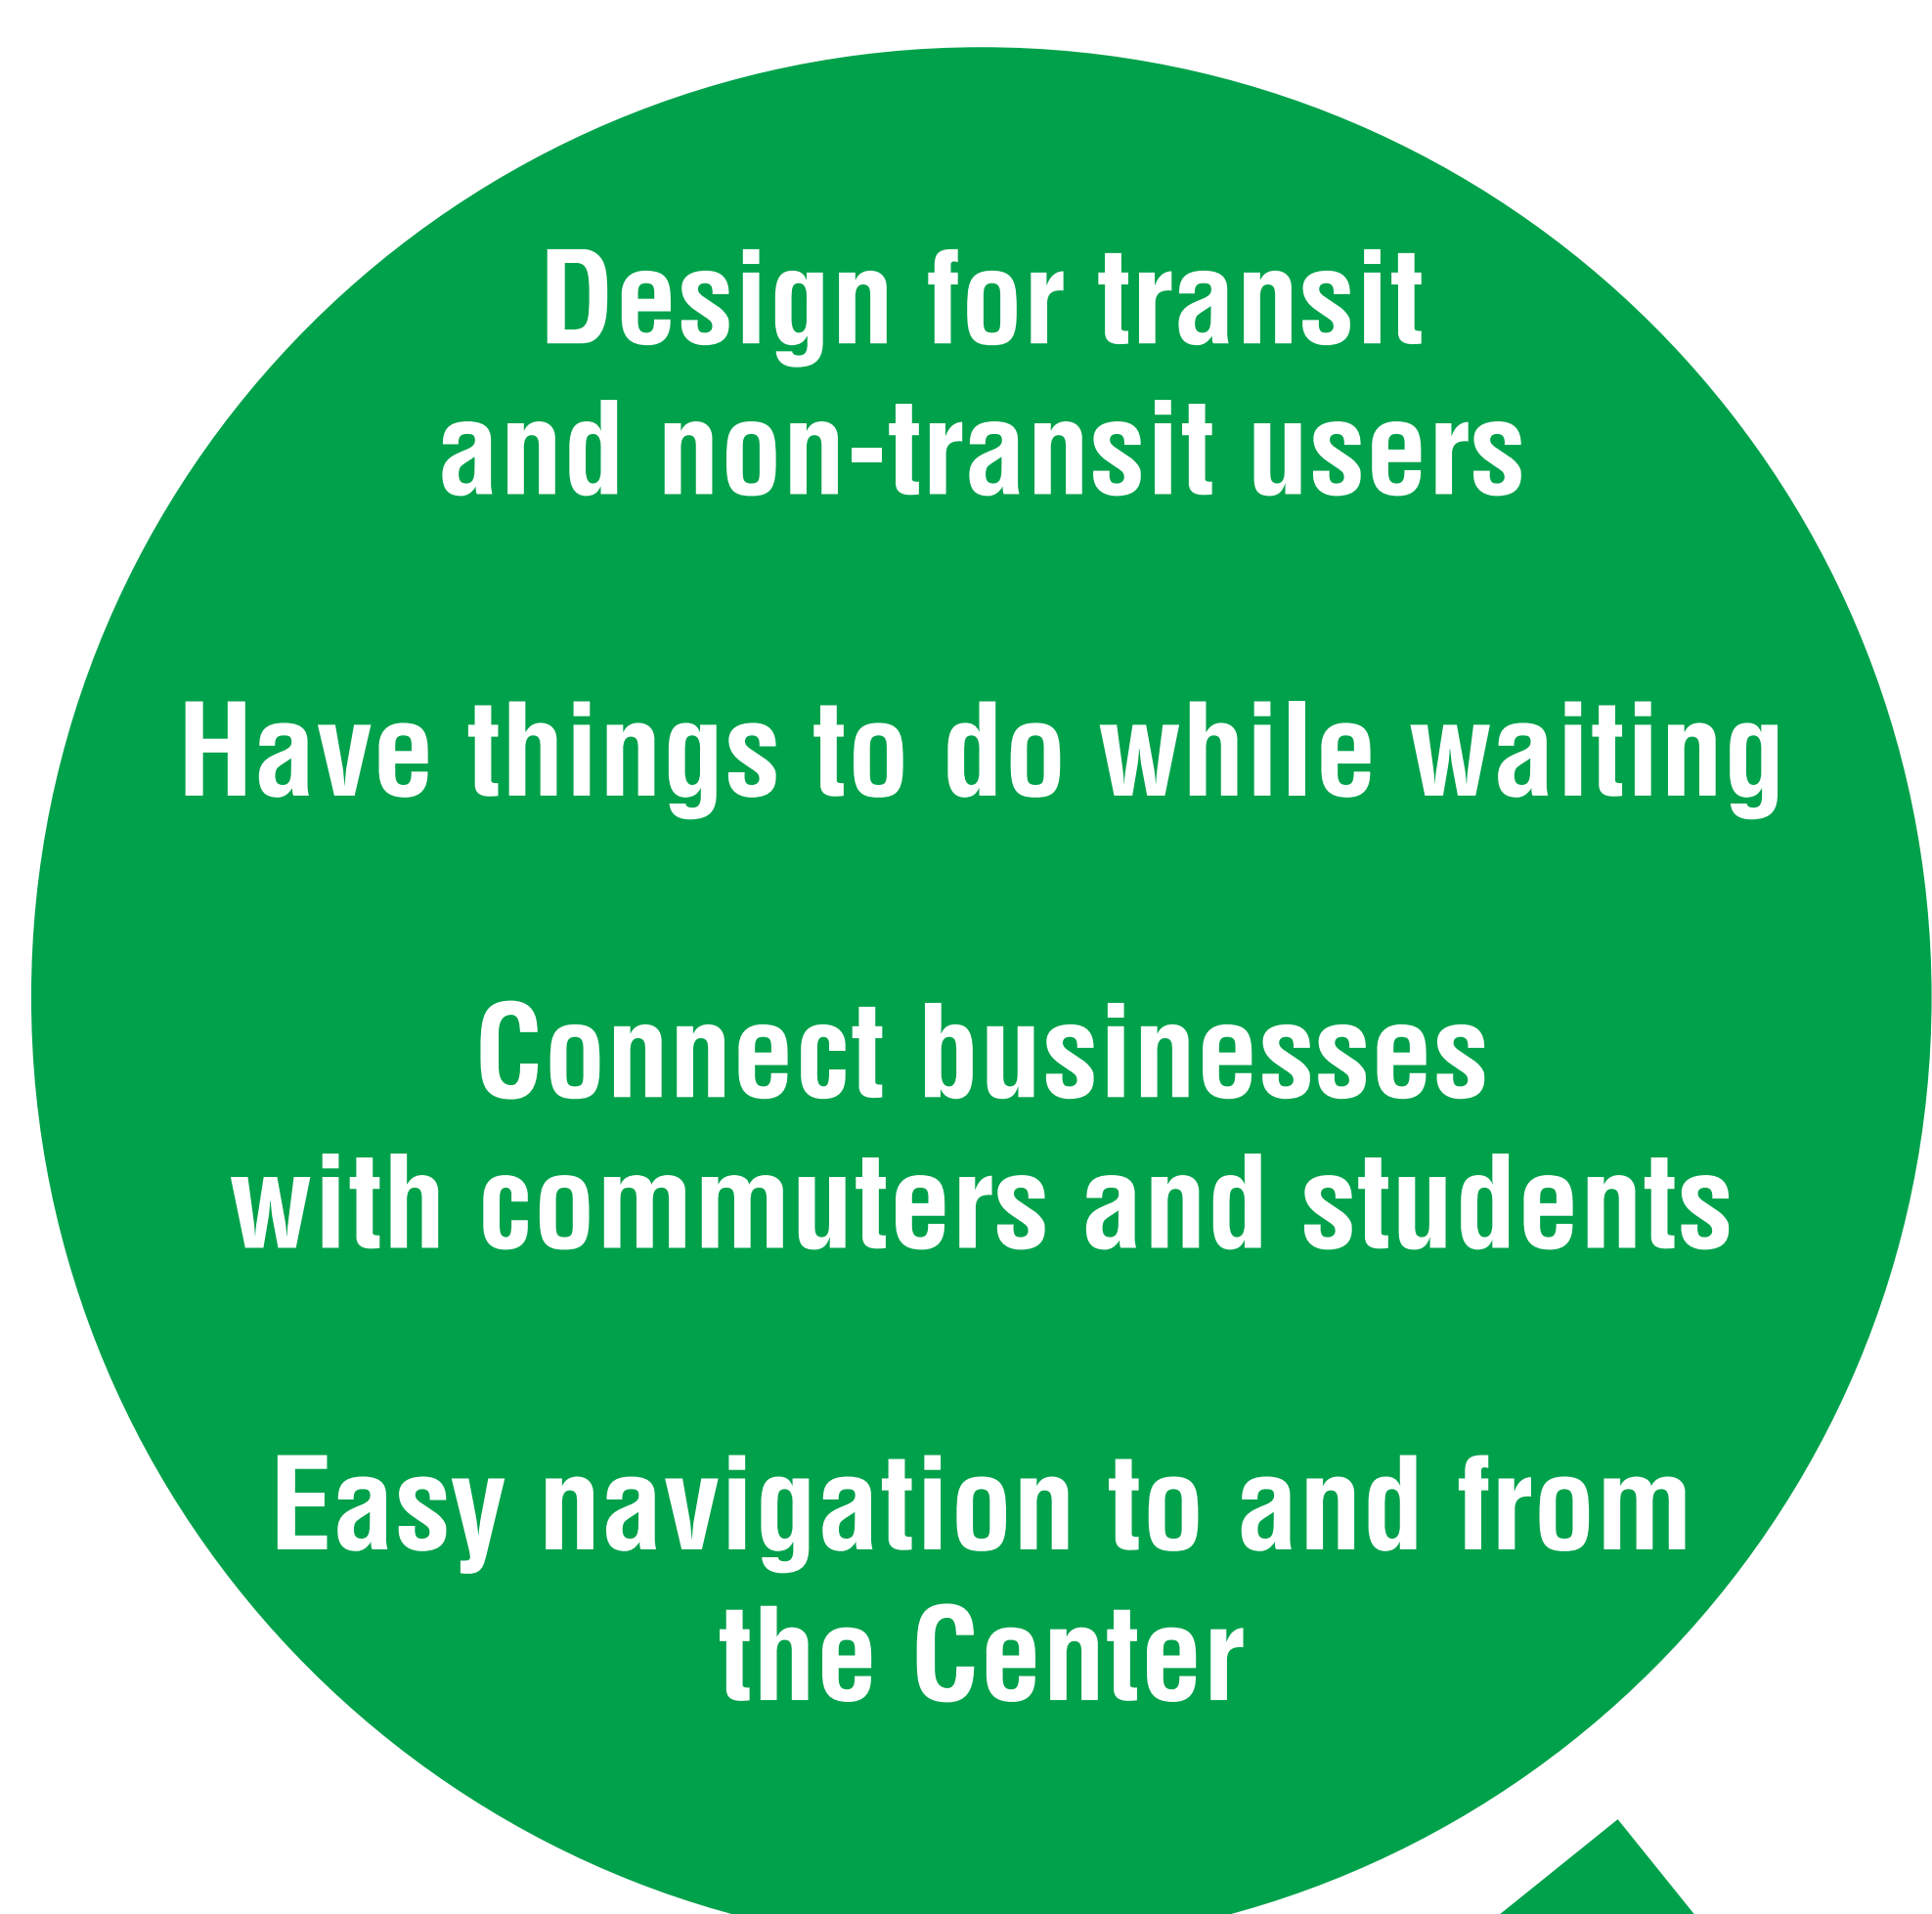 Design for transit
and non-transit users
Have things to do while waiting
Connect businesses
with commuters and students
Easy navigation to and from
the Center